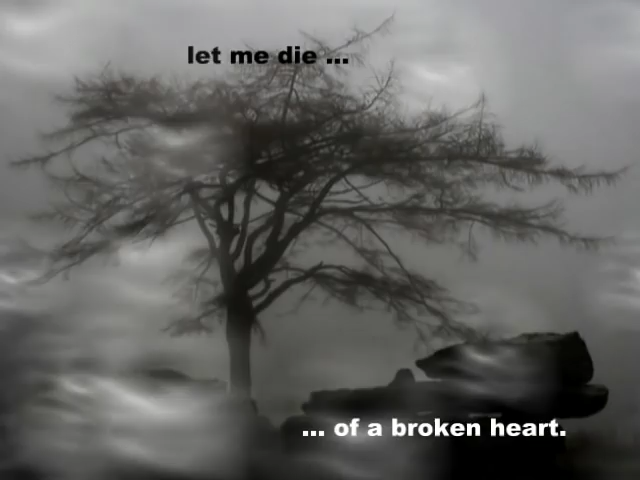 let me die ...
... of a broken heart.